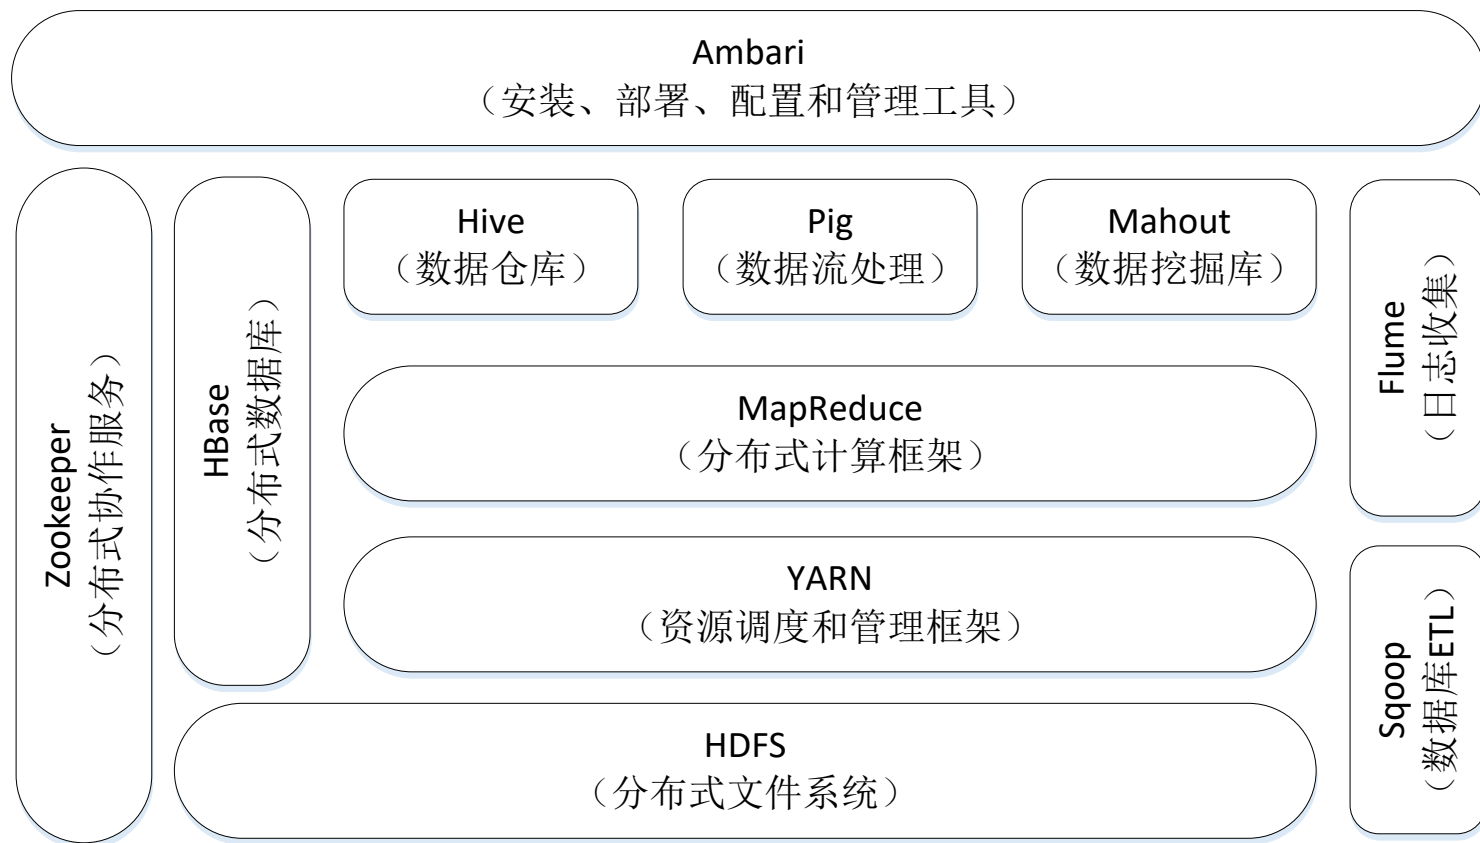 Ambari
（安装、部署、配置和管理工具）
Zookeeper
（分布式协作服务）
HBase
（分布式数据库）
Hive
（数据仓库）
Pig
（数据流处理）
Mahout
（数据挖掘库）
Flume
（日志收集）
MapReduce
（分布式计算框架）
YARN
（资源调度和管理框架）
Sqoop
（数据库ETL）
HDFS
（分布式文件系统）